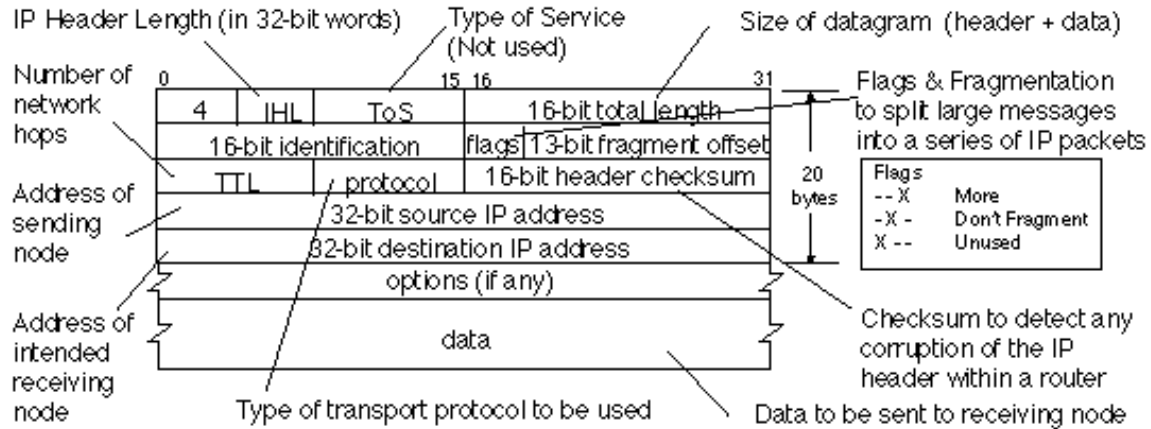 IP Header Length (in 32-bit words)
Type of Service
(Not used)
Size of datagram (header + data)
Number of
network
hops
0
15 16
31
Flags & Fragmentation
to split large messages
into a series of IP packets
4 IHL ToS 16-bit total length
16-bit identification flags 13-bit fragment offset
TTL protocol 16-bit header checksum
32-bit source IP address
32-bit destination IP address
options (if any)
data
20
bytes
Flags
- - X More
- X - Don't Fragment
X - - Unused
Address of
sending
node
Address of
intended
receiving
node
Checksum to detect any
corruption of the IP
header within a router
Type of transport protocol to be used
Data to be sent to receiving node